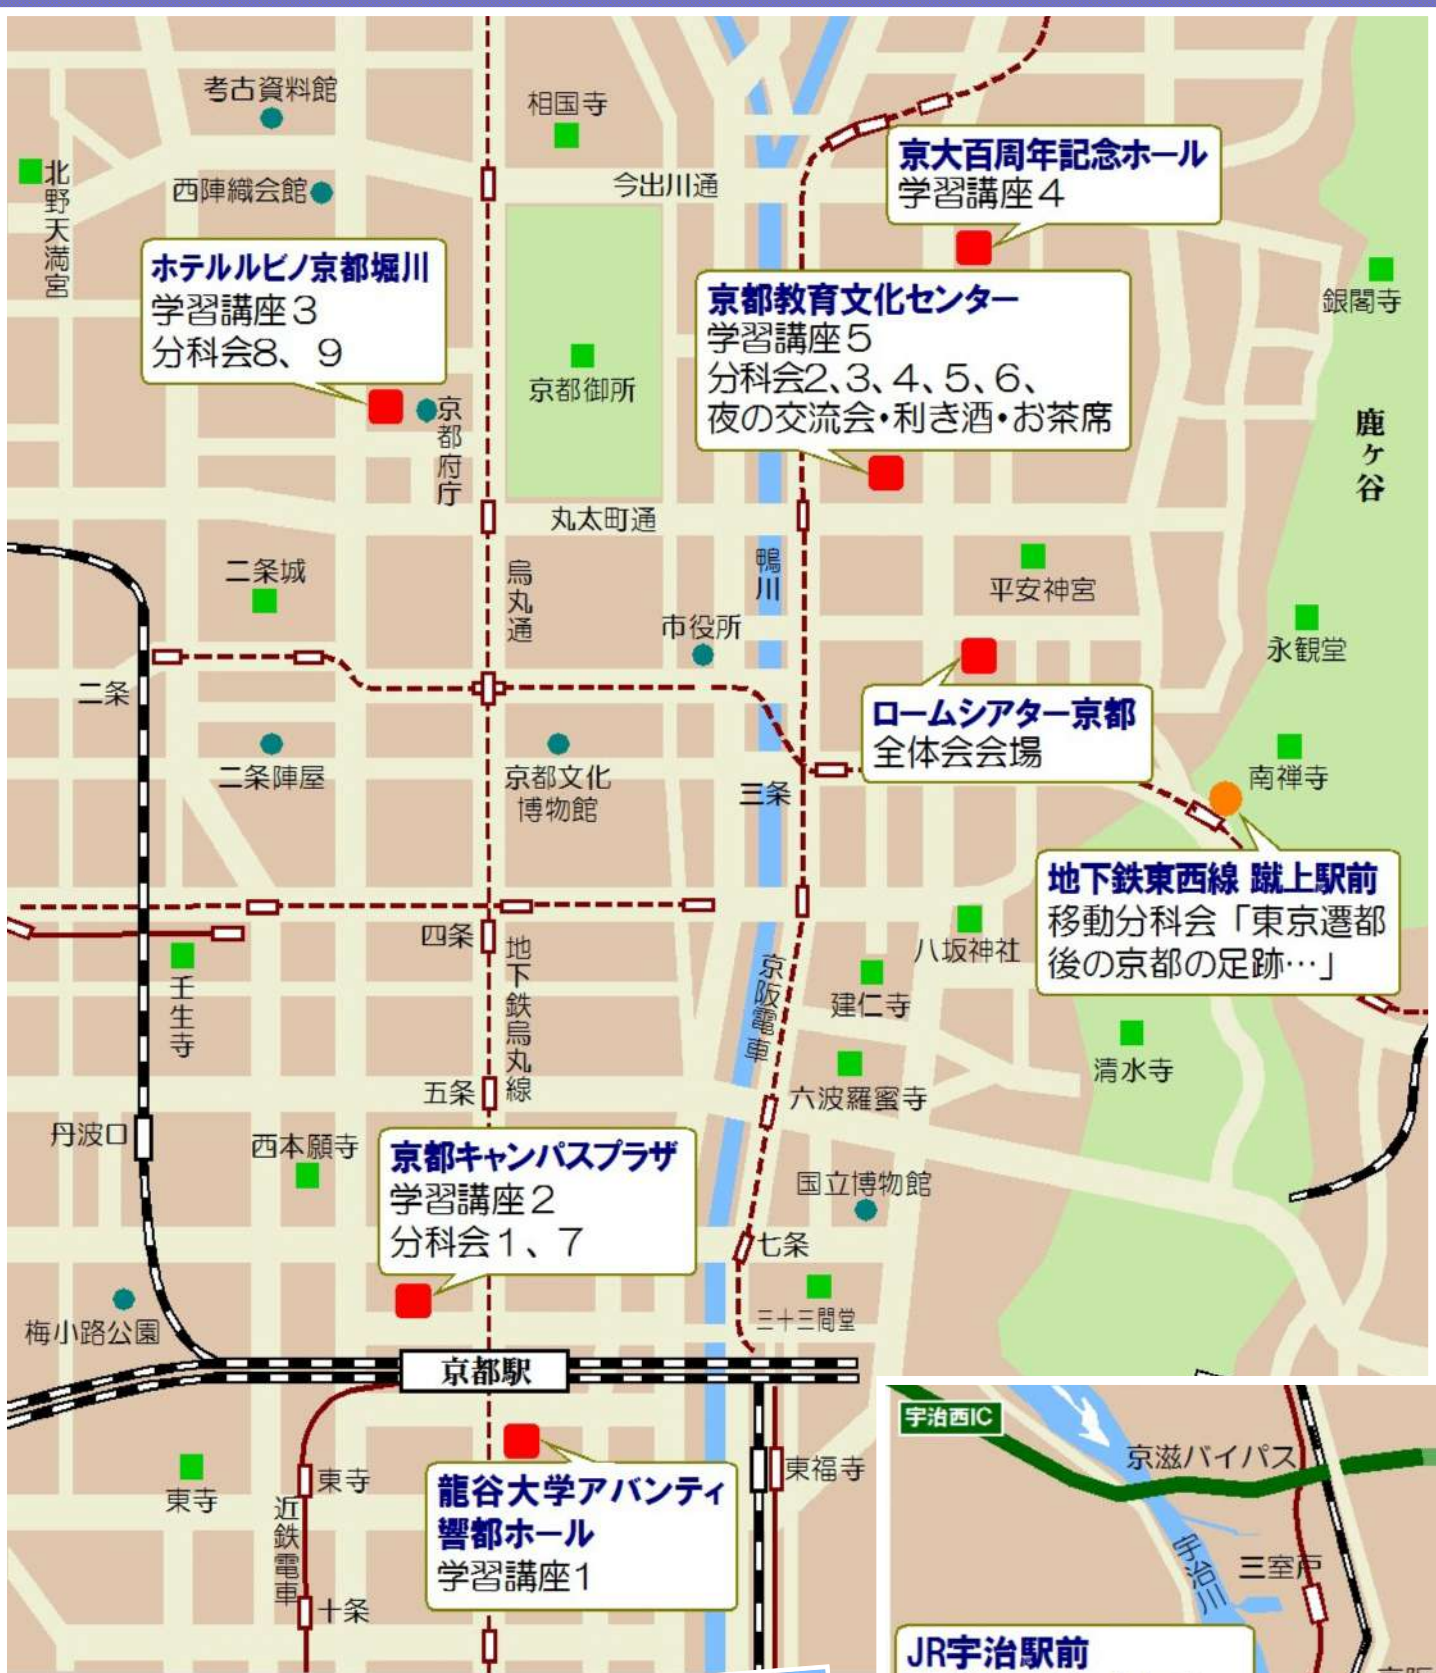 考古資料館
相国寺
京大百周年記念ホール
学習講座4
北野天満宮
西陣織会館
今出川通
ホテルルビノ京都堀川
学習講座3
分科会8、9
京都教育文化センター
学習講座5
分科会2、3、4、5、6、
夜の交流会・利き酒・お茶席
銀閣寺
京都御所
京都府庁
鹿ヶ谷
丸太町通
二条城
烏丸通
鴨川
平安神宮
市役所
永観堂
二条
ロームシアター京都
全体会会場
二条陣屋
京都文化
博物館
三条
南禅寺
地下鉄東西線 蹴上駅前
移動分科会「東京遷都
後の京都の足跡…」
四条
地下鉄烏丸線
京阪電車
八坂神社
建仁寺
壬生寺
清水寺
五条
六波羅蜜寺
丹波口
西本願寺
京都キャンパスプラザ
学習講座2
分科会1、7
国立博物館
七条
梅小路公園
三十三間堂
京都駅
宇治西IC
京滋バイパス
東寺
東寺
近鉄電車
龍谷大学アバンティ
響都ホール
学習講座1
東福寺
宇治川
三室戸
十条
JR宇治駅前